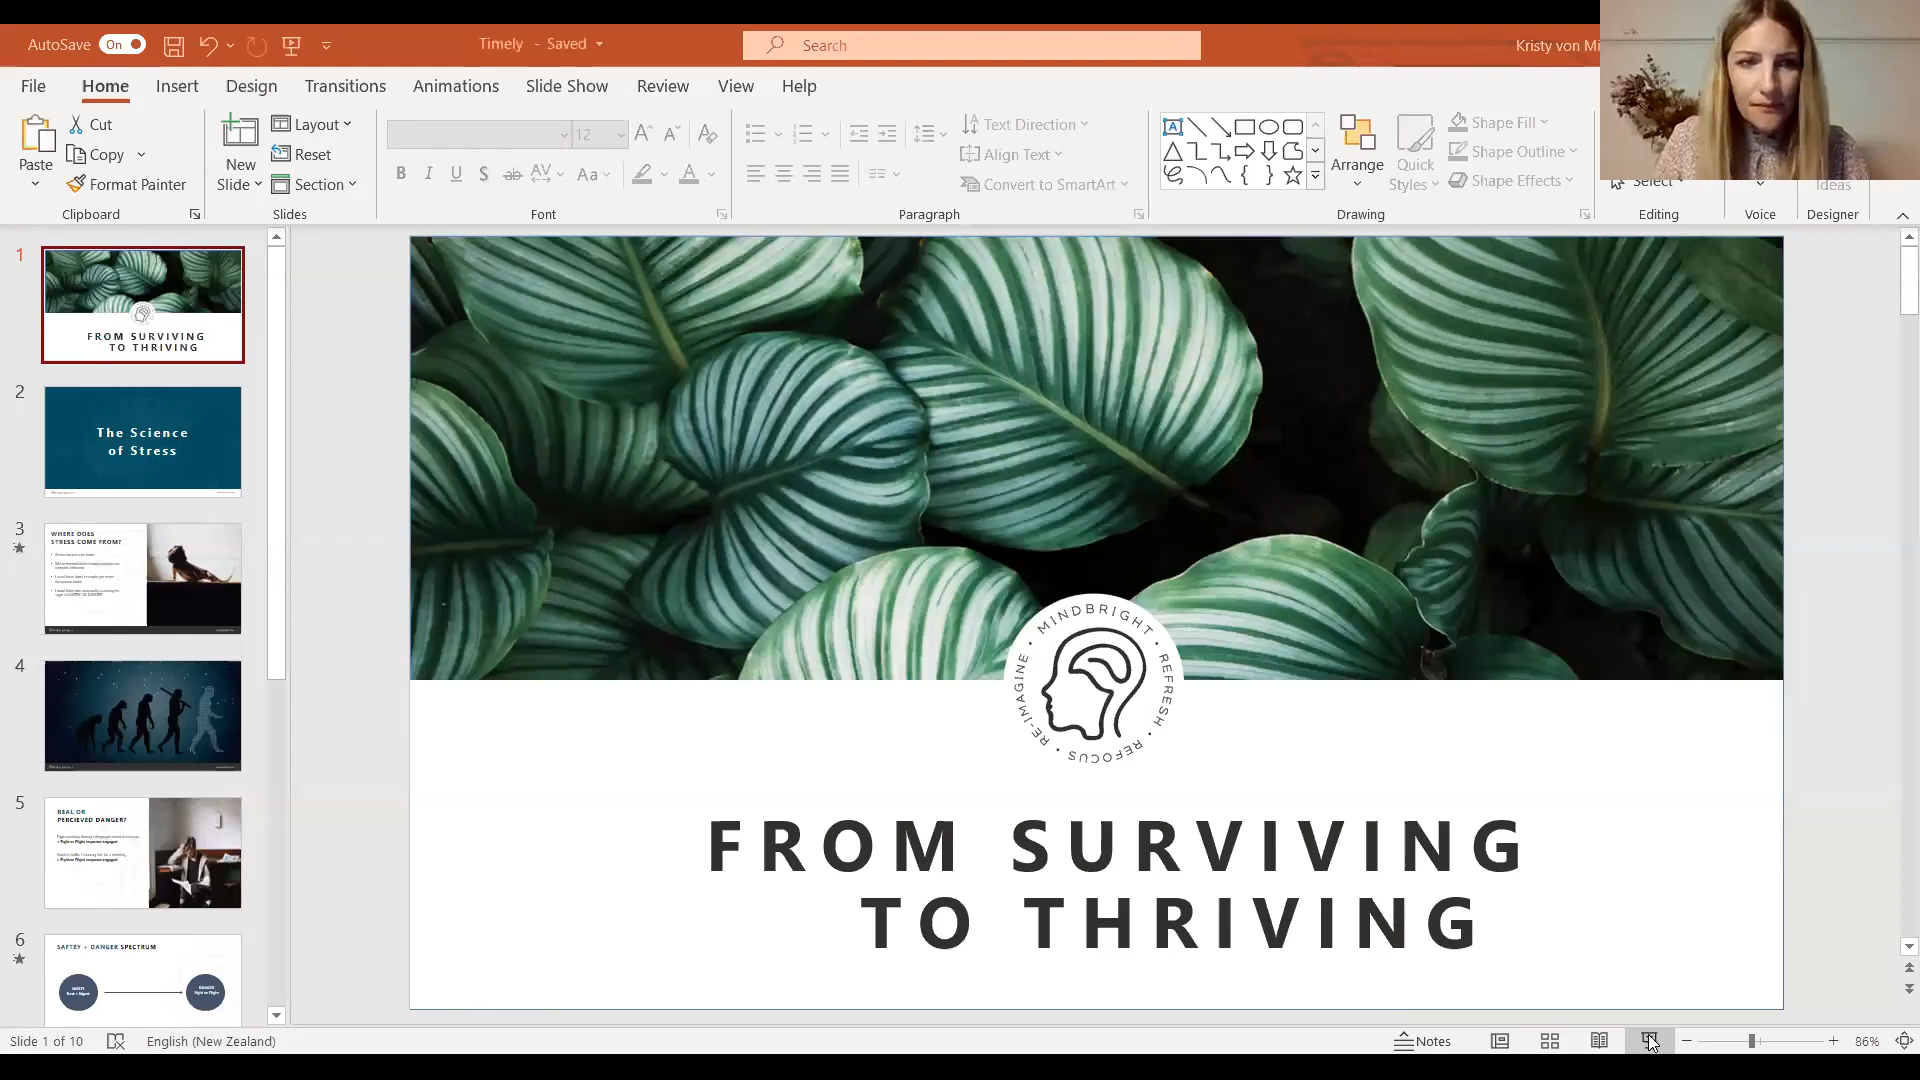 AutoSave On
Timely - Saved
Search
Kristy von Mi
File Home Insert Design Transitions Animations Slide Show Review View Help
Paste
Cut
Copy
Format Painter
Clipboard
New
Slide
Layout
Reset
Section
Slides
12
B I U S ab AV Aa A
Font
Text Direction
Align Text
Convert to SmartArt
Paragraph
Arrange
Quick
Styles
Shape Fill
Shape Outline
Shape Effects
Drawing
Select
Editing
Voice
Ideas
Designer
1
FROM SURVIVING
TO THRIVING
2
The Science
of Stress
3
WHERE DOES
STRESS COME FROM?
4
5
REAL OR
PERCIEVED DANGER?
6
SAFTEY + DANGER SPECTRUM
MINDBRIGHT • REFRESH • REFOCUS • RE-IMAGINE •
FROM SURVIVING
TO THRIVING
Slide 1 of 10
English (New Zealand)
Notes
86%